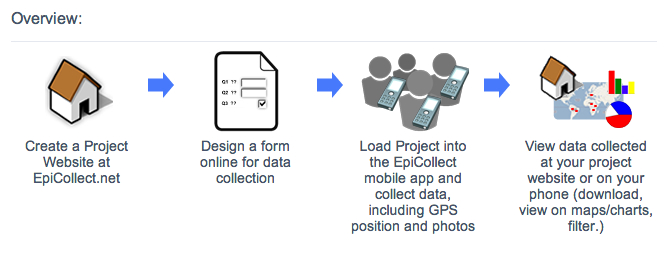 Overview:
Q1 ??
Q2 ??
Q3 ??
Create a Project
Website at
EpiCollect.net
Design a form
online for data
collection
Load Project into
the EpiCollect
mobile app and
collect data,
including GPS
position and photos
View data collected
at your project
website or on your
phone (download,
view on maps/charts,
filter.)